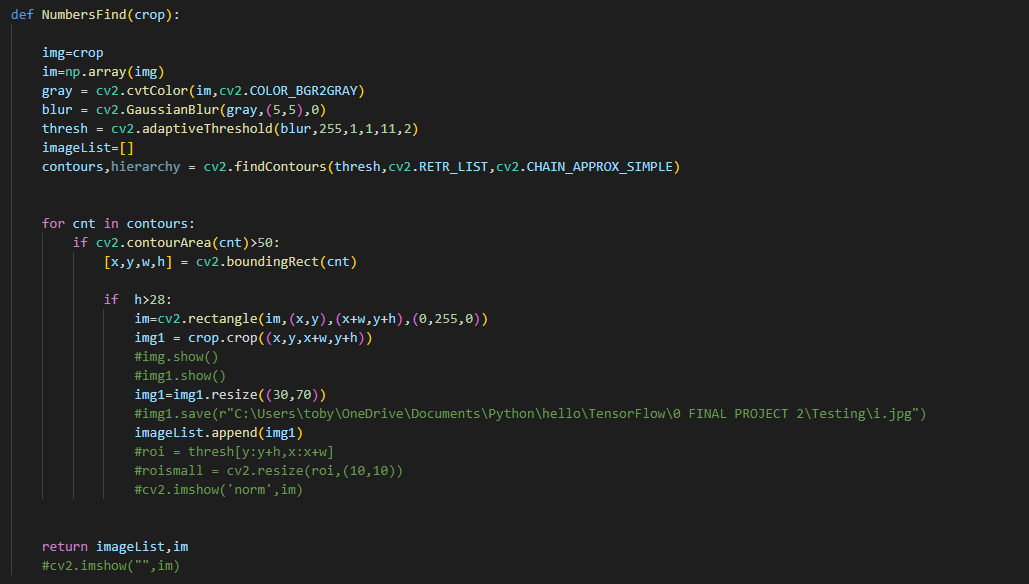 def NumbersFind(crop):
    img=crop
    im=np.array(img)
    gray = cv2.cvtColor(im,cv2.COLOR_BGR2GRAY)
    blur = cv2.GaussianBlur(gray,(5,5),0)
    thresh = cv2.adaptiveThreshold(blur,255,1,1,11,2)
    imageList=[]
    contours,hierarchy = cv2.findContours(thresh,cv2.RETR_LIST,cv2.CHAIN_APPROX_SIMPLE)
    for cnt in contours:
        if cv2.contourArea(cnt)>50:
            [x,y,w,h] = cv2.boundingRect(cnt)
            if  h>28:
                im=cv2.rectangle(im,(x,y),(x+w,y+h),(0,255,0))
                img1 = crop.crop((x,y,x+w,y+h))
                #img.show()
                #img1.show()
                img1=img1.resize((30,70))
                #img1.save(r"C:\Users\toby\OneDrive\Documents\Python\hello\TensorFlow\0 FINAL PROJECT 2\Testing\i.jpg")
                imageList.append(img1)
                #roi = thresh[y:y+h,x:x+w]
                #roismall = cv2.resize(roi,(10,10))
                #cv2.imshow('norm',im)
    return imageList,im
    #cv2.imshow("",im)